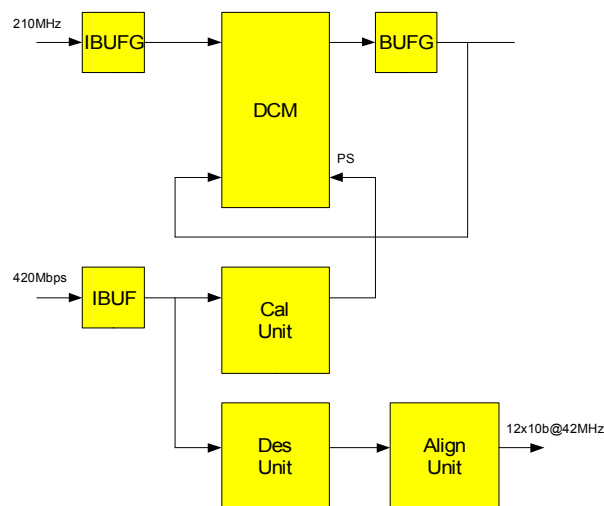 210MHz
IBUFG
DCM
BUFG
PS
420Mbps
IBUF
Cal
Unit
Des
Unit
Align
Unit
12x10b@42MHz